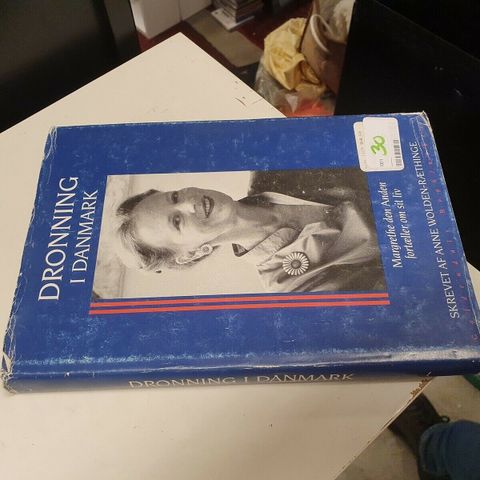 DRONNING
I DANMARK
30
Margrethe den Anden
fortæller om sit liv
SKREVET AF ANNE WOLDEN-RÆTHINGE
DRONNING I DANMARK